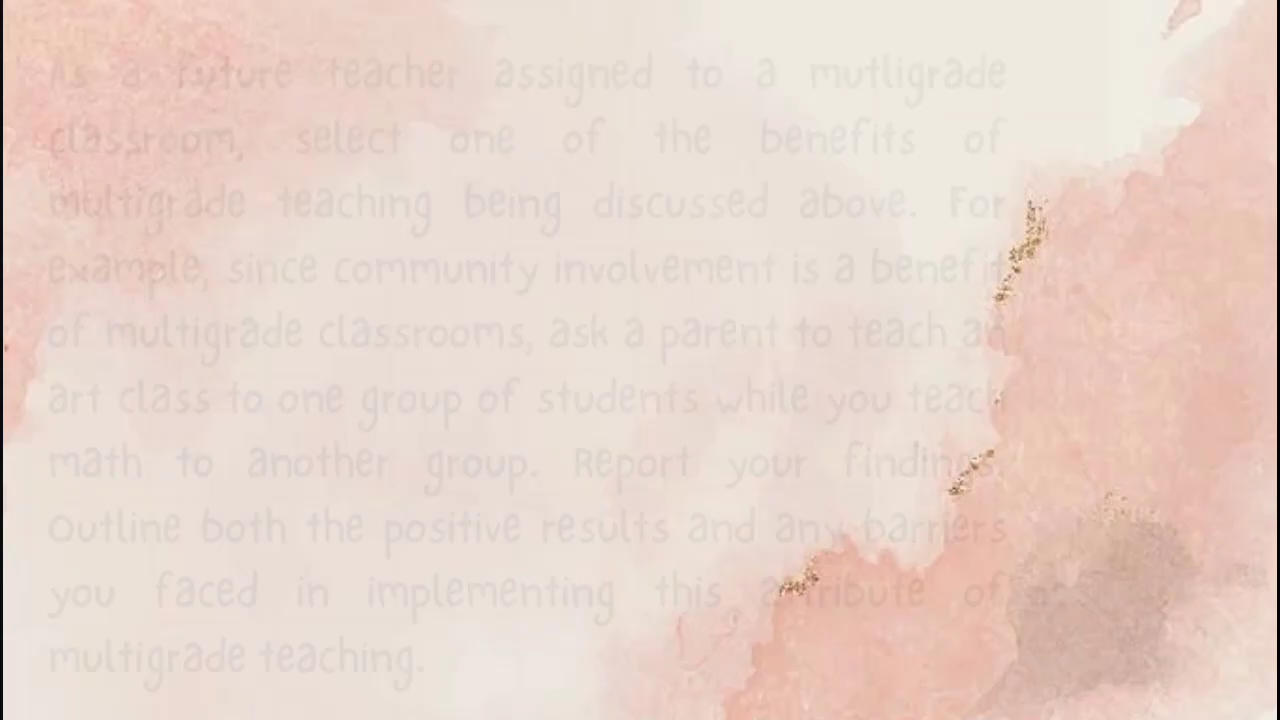 As a future teacher assigned to a mutligrade
classroom, select one of the benefits of
multigrade teaching being discussed above. For
example, since community involvement is a benefit
of multigrade classrooms, ask a parent to teach an
art class to one group of students while you teach
math to another group. Report your findings.
Outline both the positive results and any barriers
you faced in implementing this attribute of
multigrade teaching.